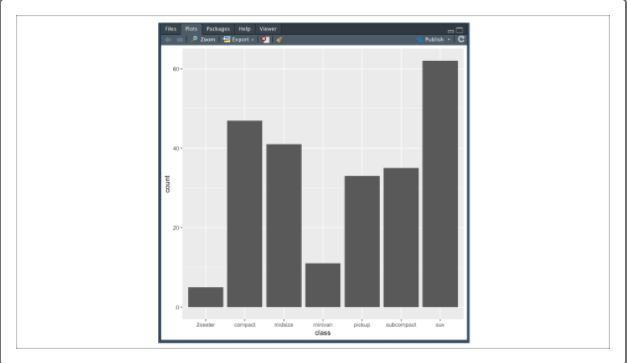 Files Plots Packages Help Viewer
Zoom Export Publish
60
40
20
0
count
2seater compact midsize minivan pickup subcompact suv
class